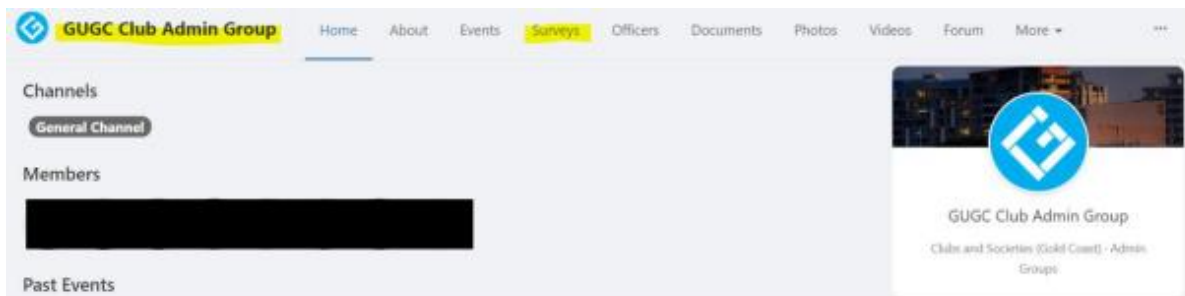 GUGC Club Admin Group Home About Events Surveys Officers Documents Photos Videos Forum More ...
Channels
General Channel
Members
Past Events
GUGC Club Admin Group
Clubs and Societies (Gold Coast) - Admin
Groups